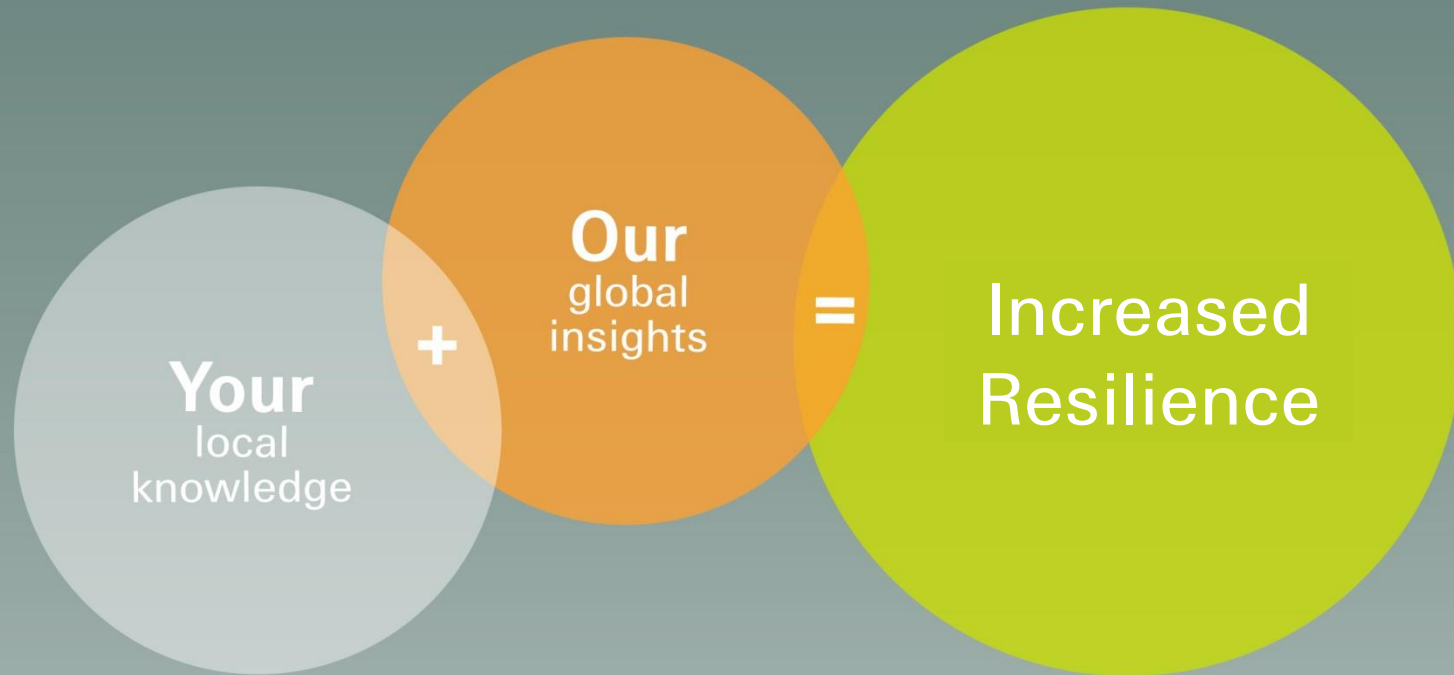 Your
local
knowledge
+
Our
global
insights
=
Increased
Resilience